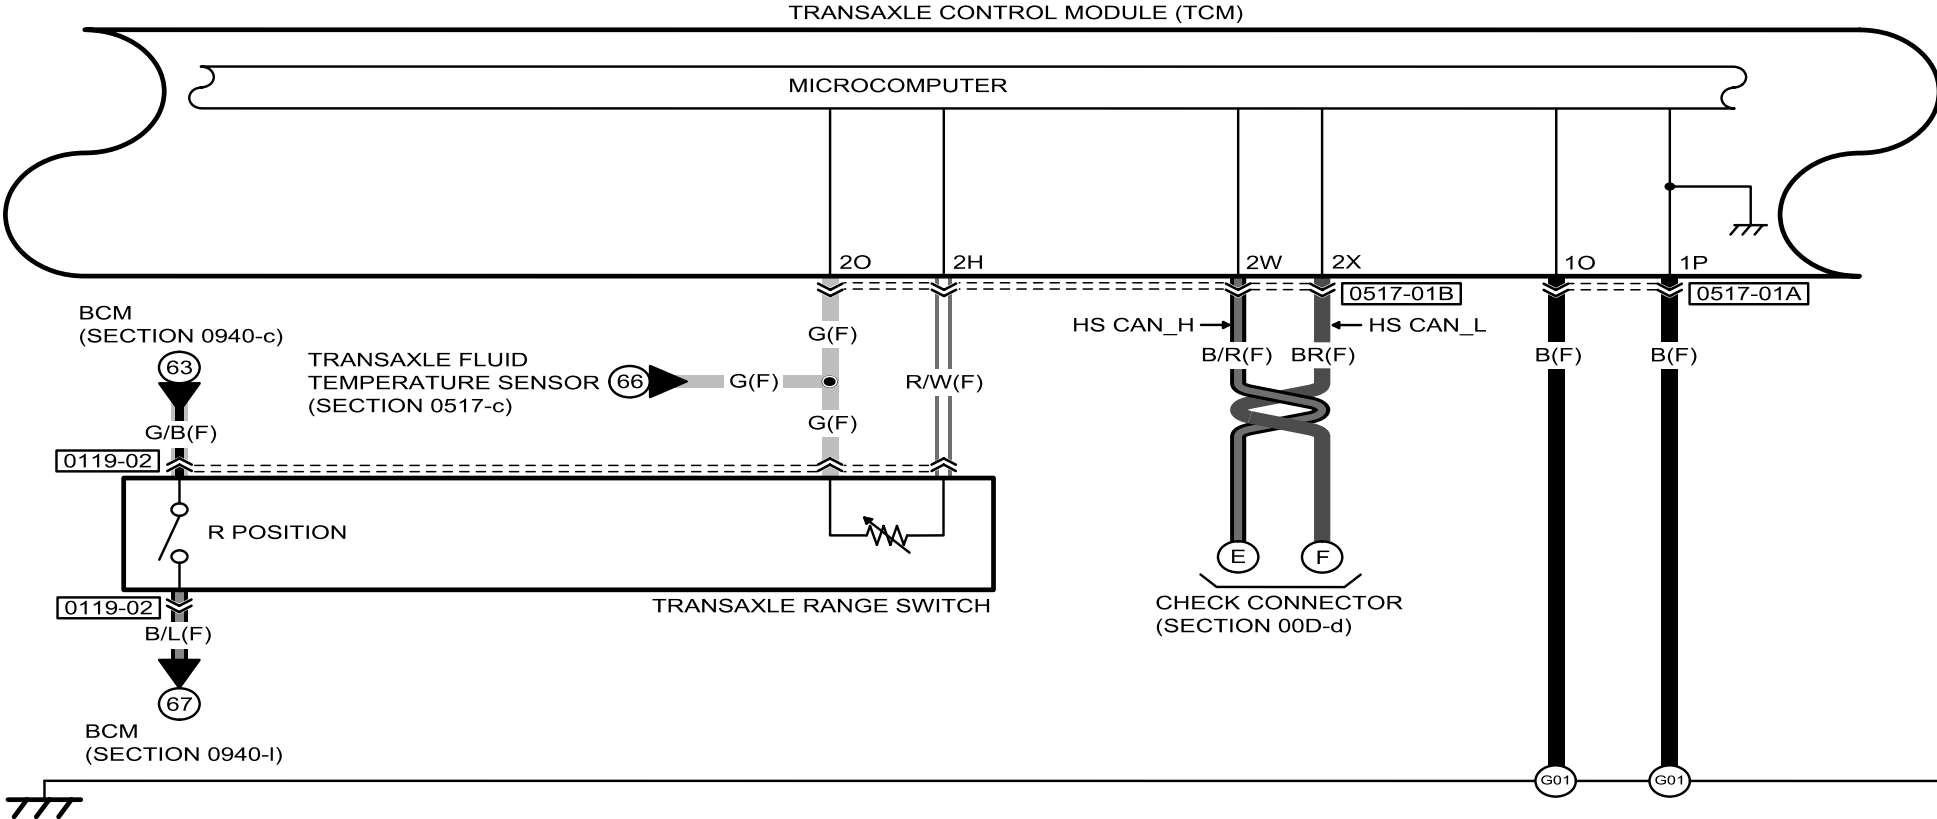 TRANSAXLE CONTROL MODULE (TCM)
MICROCOMPUTER
2O
2H
2W
2X
1O
1P
0517-01B
0517-01A
BCM
(SECTION 0940-c)
63
G/B(F)
0119-02
TRANSAXLE FLUID
TEMPERATURE SENSOR
(SECTION 0517-c)
66
G(F)
G(F)
G(F)
R/W(F)
HS CAN_H
HS CAN_L
B/R(F)
BR(F)
B(F)
B(F)
R POSITION
TRANSAXLE RANGE SWITCH
0119-02
B/L(F)
67
BCM
(SECTION 0940-l)
E
F
CHECK CONNECTOR
(SECTION 00D-d)
G01
G01